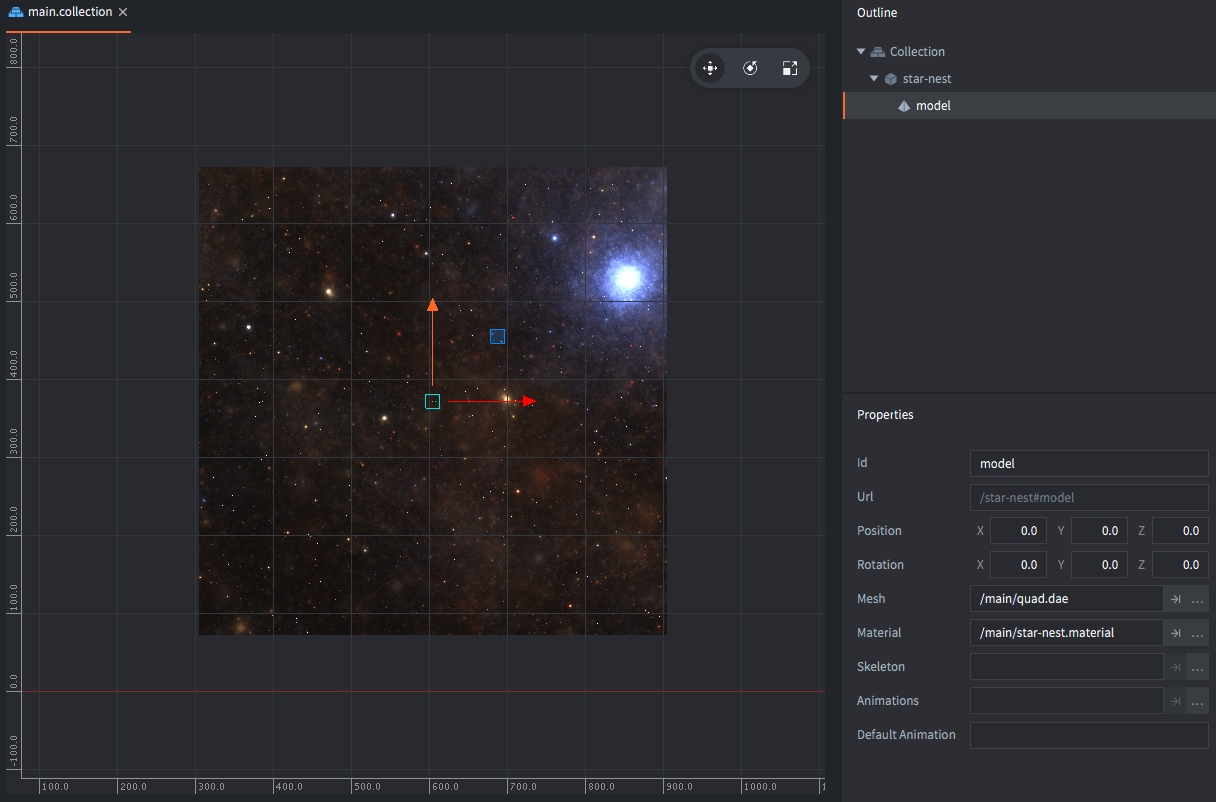 main.collection
Outline
Collection
star-nest
model
800.0
700.0
600.0
500.0
400.0
300.0
200.0
100.0
0.0
-100.0
100.0 200.0 300.0 400.0 500.0 600.0 700.0 800.0 900.0 1000.0 1
Properties
Id model
Url /star-nest#model
Position X 0.0 Y 0.0 Z 0.0
Rotation X 0.0 Y 0.0 Z 0.0
Mesh /main/quad.dae ...
Material /main/star-nest.material ...
Skeleton ...
Animations ...
Default Animation